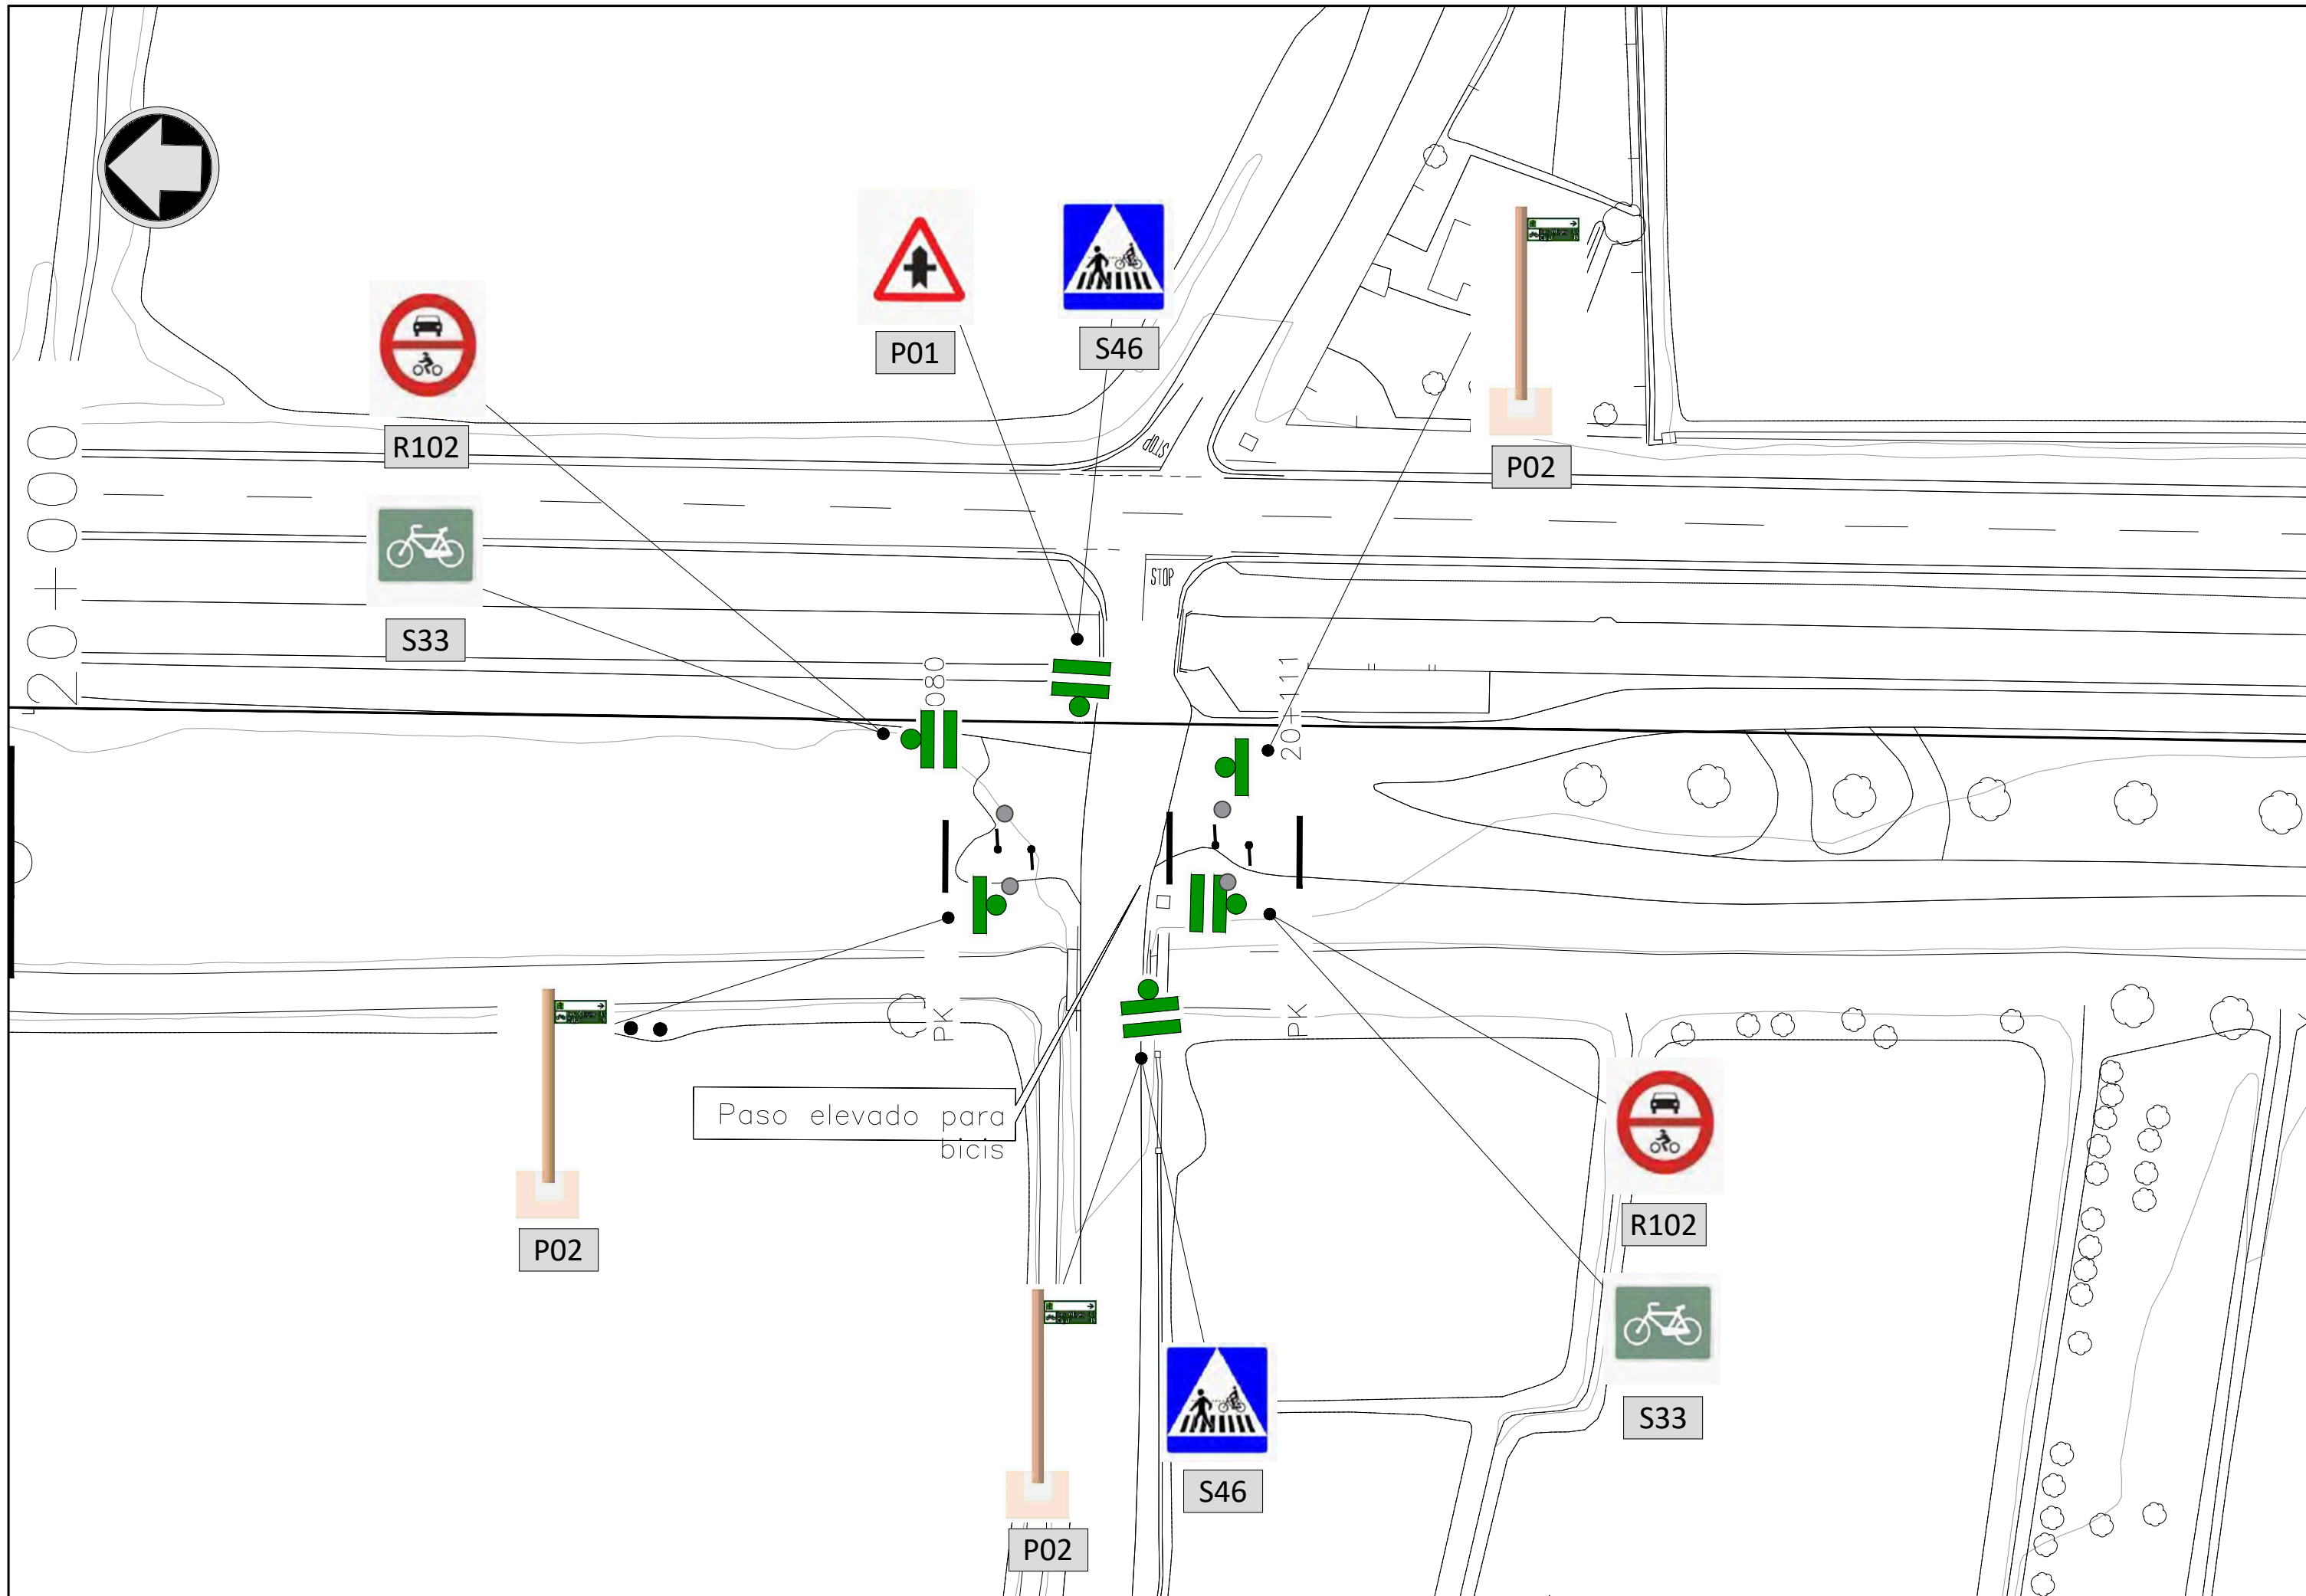 P01
S46
R102
P02
STOP
S33
STOP
20+000
080
20+111
PK
PK
Paso elevado para
bicis
R102
P02
S33
S46
P02